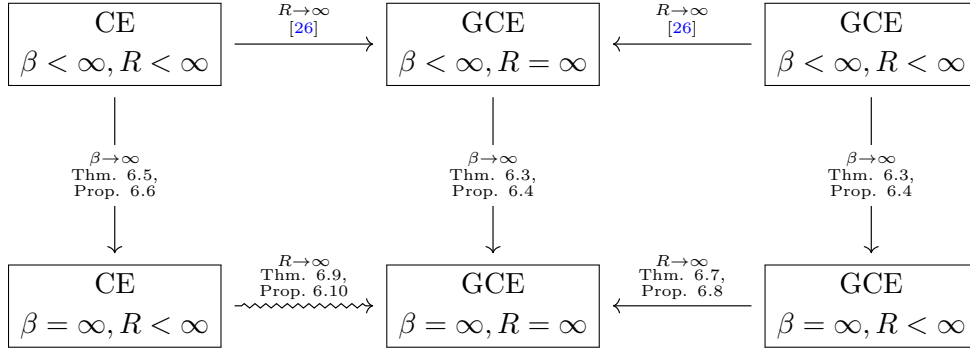 CE
β < ∞, R < ∞
R→∞
[26]
GCE
β < ∞, R = ∞
R→∞
[26]
GCE
β < ∞, R < ∞
β→∞
Thm. 6.5,
Prop. 6.6
β→∞
Thm. 6.3,
Prop. 6.4
β→∞
Thm. 6.3,
Prop. 6.4
CE
β = ∞, R < ∞
R→∞
Thm. 6.9,
Prop. 6.10
GCE
β = ∞, R = ∞
R→∞
Thm. 6.7,
Prop. 6.8
GCE
β = ∞, R < ∞